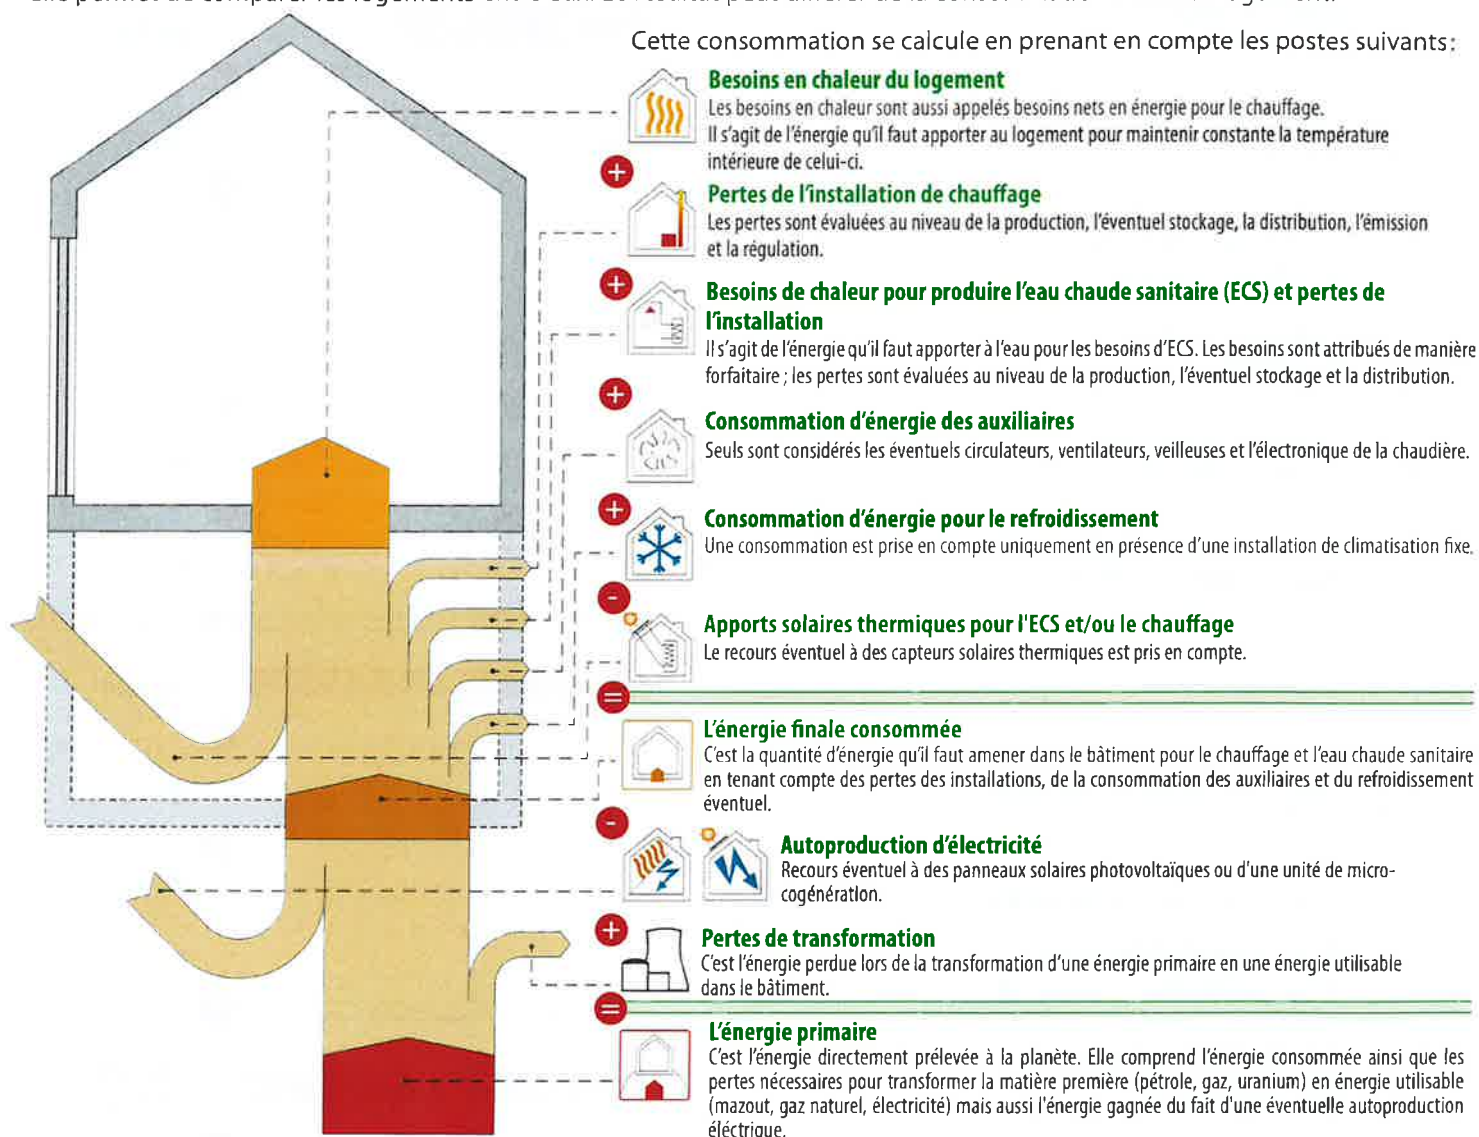 Cette consommation se calcule en prenant en compte les postes suivants:
Besoins en chaleur du logement
Les besoins en chaleur sont aussi appelés besoins nets en énergie pour le chauffage.
Il s'agit de l'énergie qu'il faut apporter au logement pour maintenir constante la température
intérieure de celui-ci.
+
Pertes de l'installation de chauffage
Les pertes sont évaluées au niveau de la production, l'éventuel stockage, la distribution, l'émission
et la régulation.
+
Besoins de chaleur pour produire l'eau chaude sanitaire (ECS) et pertes de
l'installation
Il s'agit de l'énergie qu'il faut apporter à l'eau pour les besoins d'ECS. Les besoins sont attribués de manière
forfaitaire ; les pertes sont évaluées au niveau de la production, l'éventuel stockage et la distribution.
+
Consommation d'énergie des auxiliaires
Seuls sont considérés les éventuels circulateurs, ventilateurs, veilleuses et l'électronique de la chaudière.
+
Consommation d'énergie pour le refroidissement
Une consommation est prise en compte uniquement en présence d'une installation de climatisation fixe.
-
Apports solaires thermiques pour l'ECS et/ou le chauffage
Le recours éventuel à des capteurs solaires thermiques est pris en compte.
=
L'énergie finale consommée
C'est la quantité d'énergie qu'il faut amener dans le bâtiment pour le chauffage et l'eau chaude sanitaire
en tenant compte des pertes des installations, de la consommation des auxiliaires et du refroidissement
éventuel.
-
Autoproduction d'électricité
Recours éventuel à des panneaux solaires photovoltaïques ou d'une unité de micro-
cogénération.
+
Pertes de transformation
C'est l'énergie perdue lors de la transformation d'une énergie primaire en une énergie utilisable
dans le bâtiment.
=
L'énergie primaire
C'est l'énergie directement prélevée à la planète. Elle comprend l'énergie consommée ainsi que les
pertes nécessaires pour transformer la matière première (pétrole, gaz, uranium) en énergie utilisable
(mazout, gaz naturel, électricité) mais aussi l'énergie gagnée du fait d'une éventuelle autoproduction
éléctrique.